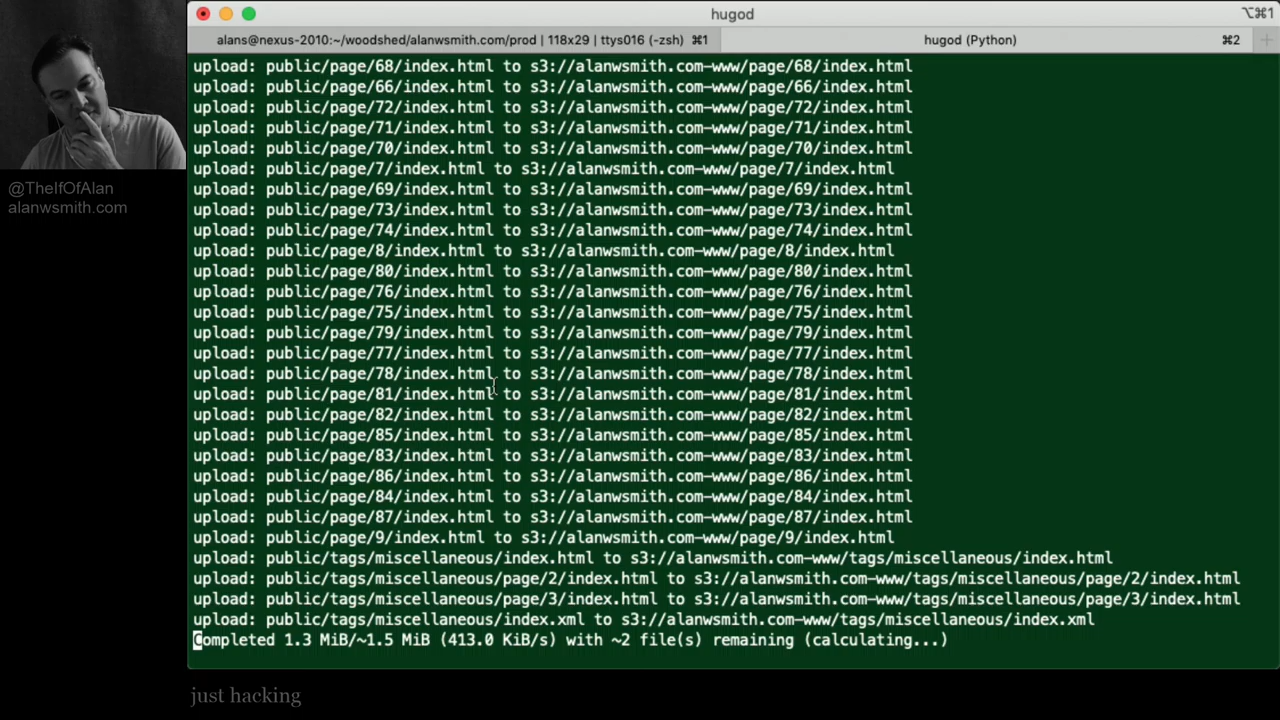 hugod
⌥⌘1
alans@nexus-2010:~/woodshed/alanwsmith.com/prod | 118x29 | ttys016 (-zsh) ⌘1
hugod (Python) ⌘2
upload: public/page/68/index.html to s3://alanwsmith.com-www/page/68/index.html
upload: public/page/66/index.html to s3://alanwsmith.com-www/page/66/index.html
upload: public/page/72/index.html to s3://alanwsmith.com-www/page/72/index.html
upload: public/page/71/index.html to s3://alanwsmith.com-www/page/71/index.html
upload: public/page/70/index.html to s3://alanwsmith.com-www/page/70/index.html
upload: public/page/7/index.html to s3://alanwsmith.com-www/page/7/index.html
upload: public/page/69/index.html to s3://alanwsmith.com-www/page/69/index.html
upload: public/page/73/index.html to s3://alanwsmith.com-www/page/73/index.html
upload: public/page/74/index.html to s3://alanwsmith.com-www/page/74/index.html
upload: public/page/8/index.html to s3://alanwsmith.com-www/page/8/index.html
upload: public/page/80/index.html to s3://alanwsmith.com-www/page/80/index.html
upload: public/page/76/index.html to s3://alanwsmith.com-www/page/76/index.html
upload: public/page/75/index.html to s3://alanwsmith.com-www/page/75/index.html
upload: public/page/79/index.html to s3://alanwsmith.com-www/page/79/index.html
upload: public/page/77/index.html to s3://alanwsmith.com-www/page/77/index.html
upload: public/page/78/index.html to s3://alanwsmith.com-www/page/78/index.html
upload: public/page/81/index.html to s3://alanwsmith.com-www/page/81/index.html
upload: public/page/82/index.html to s3://alanwsmith.com-www/page/82/index.html
upload: public/page/85/index.html to s3://alanwsmith.com-www/page/85/index.html
upload: public/page/83/index.html to s3://alanwsmith.com-www/page/83/index.html
upload: public/page/86/index.html to s3://alanwsmith.com-www/page/86/index.html
upload: public/page/84/index.html to s3://alanwsmith.com-www/page/84/index.html
upload: public/page/87/index.html to s3://alanwsmith.com-www/page/87/index.html
upload: public/page/9/index.html to s3://alanwsmith.com-www/page/9/index.html
upload: public/tags/miscellaneous/index.html to s3://alanwsmith.com-www/tags/miscellaneous/index.html
upload: public/tags/miscellaneous/page/2/index.html to s3://alanwsmith.com-www/tags/miscellaneous/page/2/index.html
upload: public/tags/miscellaneous/page/3/index.html to s3://alanwsmith.com-www/tags/miscellaneous/page/3/index.html
upload: public/tags/miscellaneous/index.xml to s3://alanwsmith.com-www/tags/miscellaneous/index.xml
Completed 1.3 MiB/~1.5 MiB (413.0 KiB/s) with ~2 file(s) remaining (calculating...)
@TheIfOfAlan
alanwsmith.com
just hacking